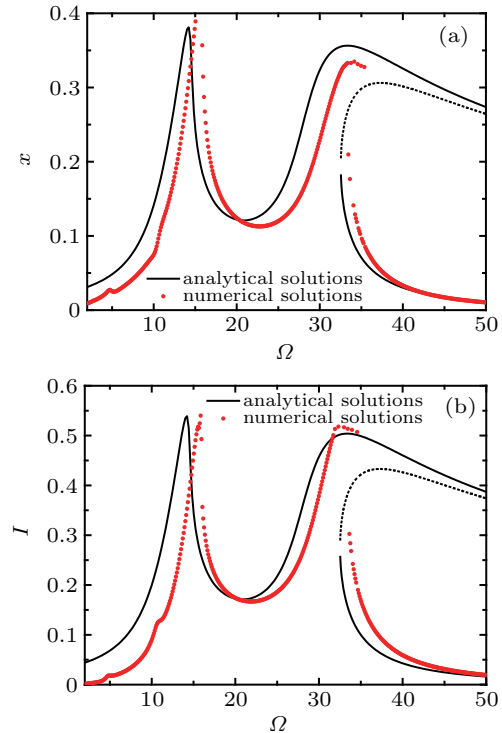 0.4
(a)
0.3
x
0.2
0.1
analytical solutions
numerical solutions
0
10 20 30 40 50
Ω
0.6
analytical solutions
(b)
numerical solutions
0.5
0.4
I
0.3
0.2
0.1
0
10 20 30 40 50
Ω